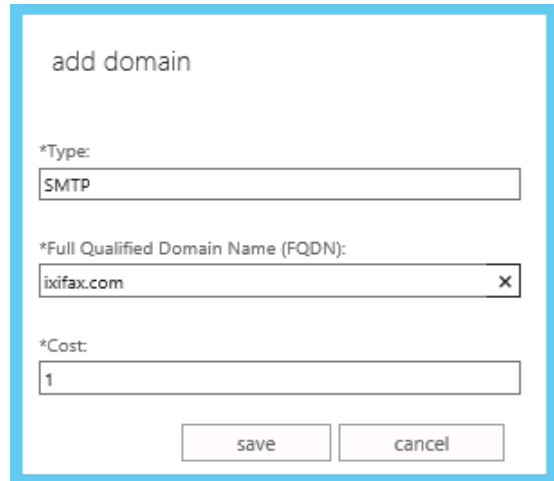 add domain
*Type:
SMTP
*Full Qualified Domain Name (FQDN):
ixifax.com
*Cost:
1
save cancel